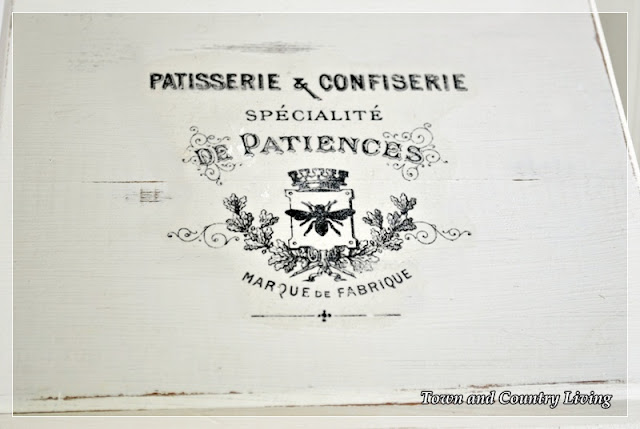 PATISSERIE & CONFISERIE
SPÉCIALITÉ
DE PATIENCES
MARQUE DE FABRIQUE
Town and Country Living